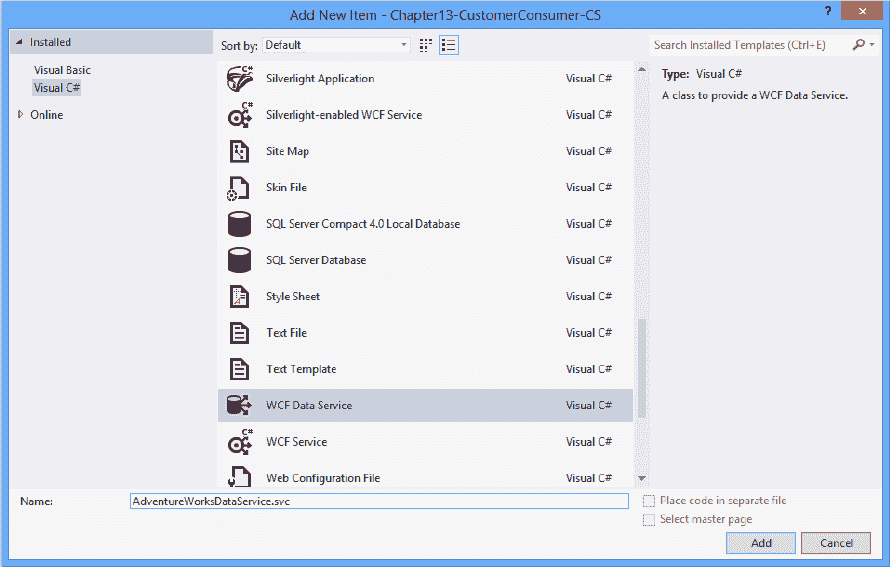 Add New Item - Chapter13-CustomerConsumer-CS
?
Installed
Sort by: Default
Search Installed Templates (Ctrl+E)
Visual Basic
Visual C#
Online
Silverlight Application Visual C#
Silverlight-enabled WCF Service Visual C#
Site Map Visual C#
Skin File Visual C#
SQL Server Compact 4.0 Local Database Visual C#
SQL Server Database Visual C#
Style Sheet Visual C#
Text File Visual C#
Text Template Visual C#
WCF Data Service Visual C#
WCF Service Visual C#
Web Configuration File Visual C#
Type: Visual C#
A class to provide a WCF Data Service.
Name: AdventureWorksDataService.svc
Place code in separate file
Select master page
Add Cancel